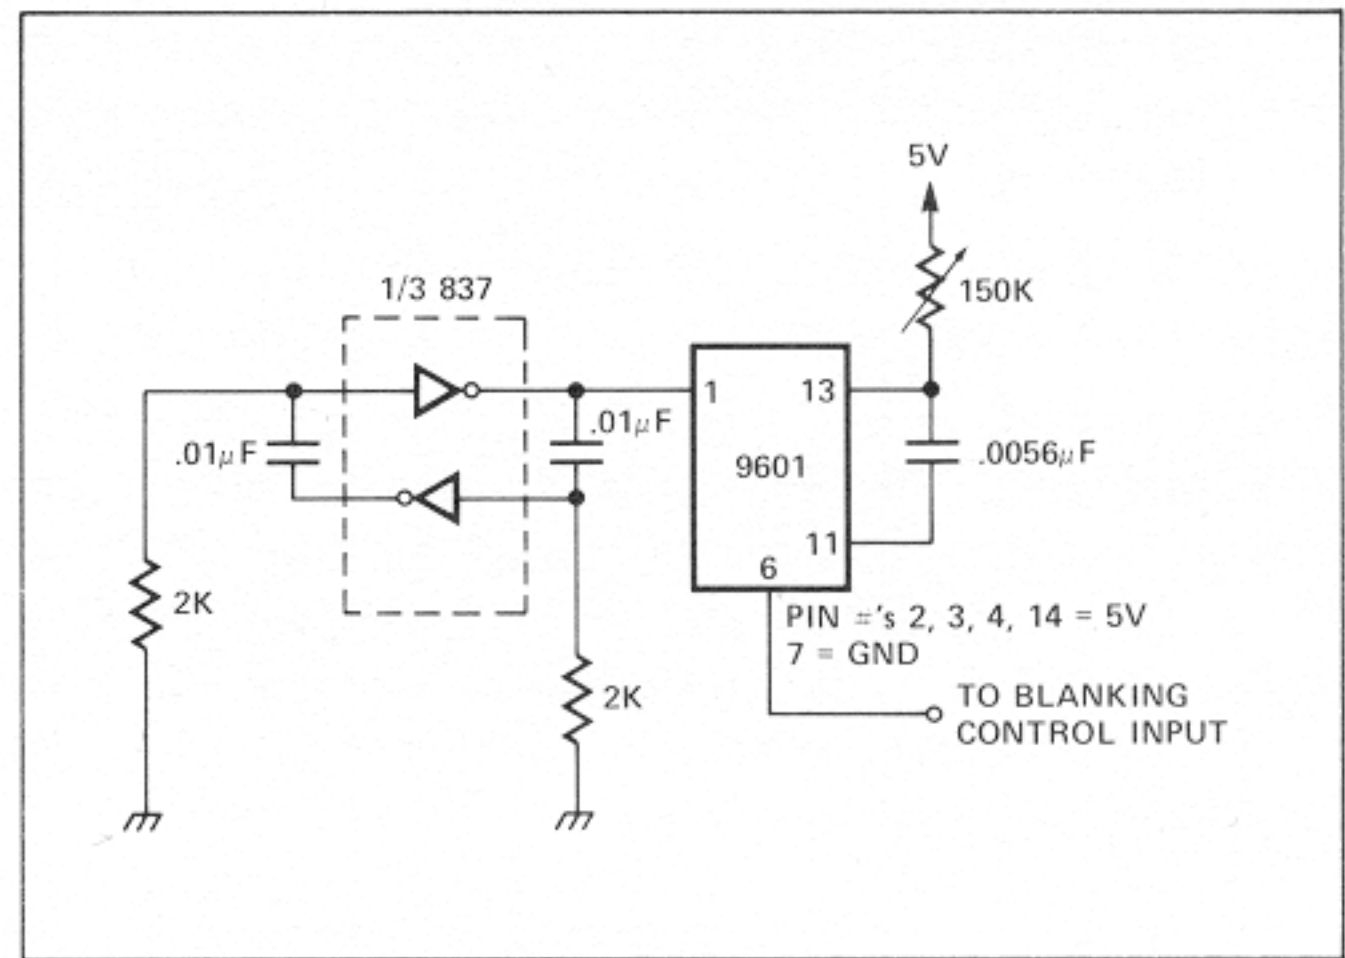 5V
1/3 837
150K
.01μF
.01μF
1
13
9601
.0056μF
11
6
2K
PIN #'s 2, 3, 4, 14 = 5V
7 = GND
2K
TO BLANKING
CONTROL INPUT